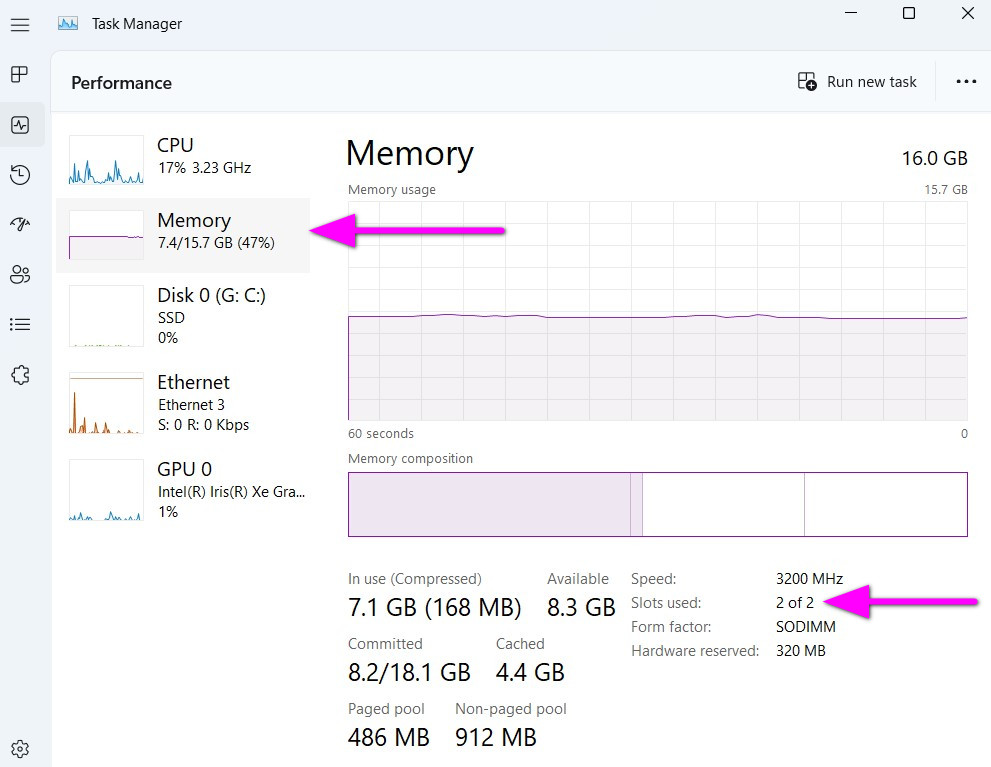 Task Manager
Performance
Run new task
CPU
17% 3.23 GHz
Memory
7.4/15.7 GB (47%)
Disk 0 (G: C:)
SSD
0%
Ethernet
Ethernet 3
S: 0 R: 0 Kbps
GPU 0
Intel(R) Iris(R) Xe Gra...
1%
Memory 16.0 GB
Memory usage 15.7 GB
60 seconds 0
Memory composition
In use (Compressed) Available
7.1 GB (168 MB) 8.3 GB
Committed Cached
8.2/18.1 GB 4.4 GB
Paged pool Non-paged pool
486 MB 912 MB
Speed: 3200 MHz
Slots used: 2 of 2
Form factor: SODIMM
Hardware reserved: 320 MB